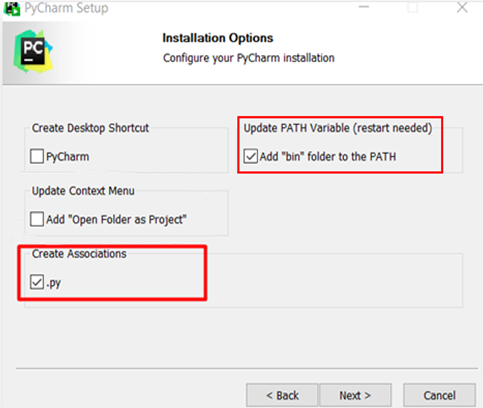 PyCharm Setup
PC
Installation Options
Configure your PyCharm installation
Create Desktop Shortcut
PyCharm
Update PATH Variable (restart needed)
Add "bin" folder to the PATH
Update Context Menu
Add "Open Folder as Project"
Create Associations
.py
< Back
Next >
Cancel